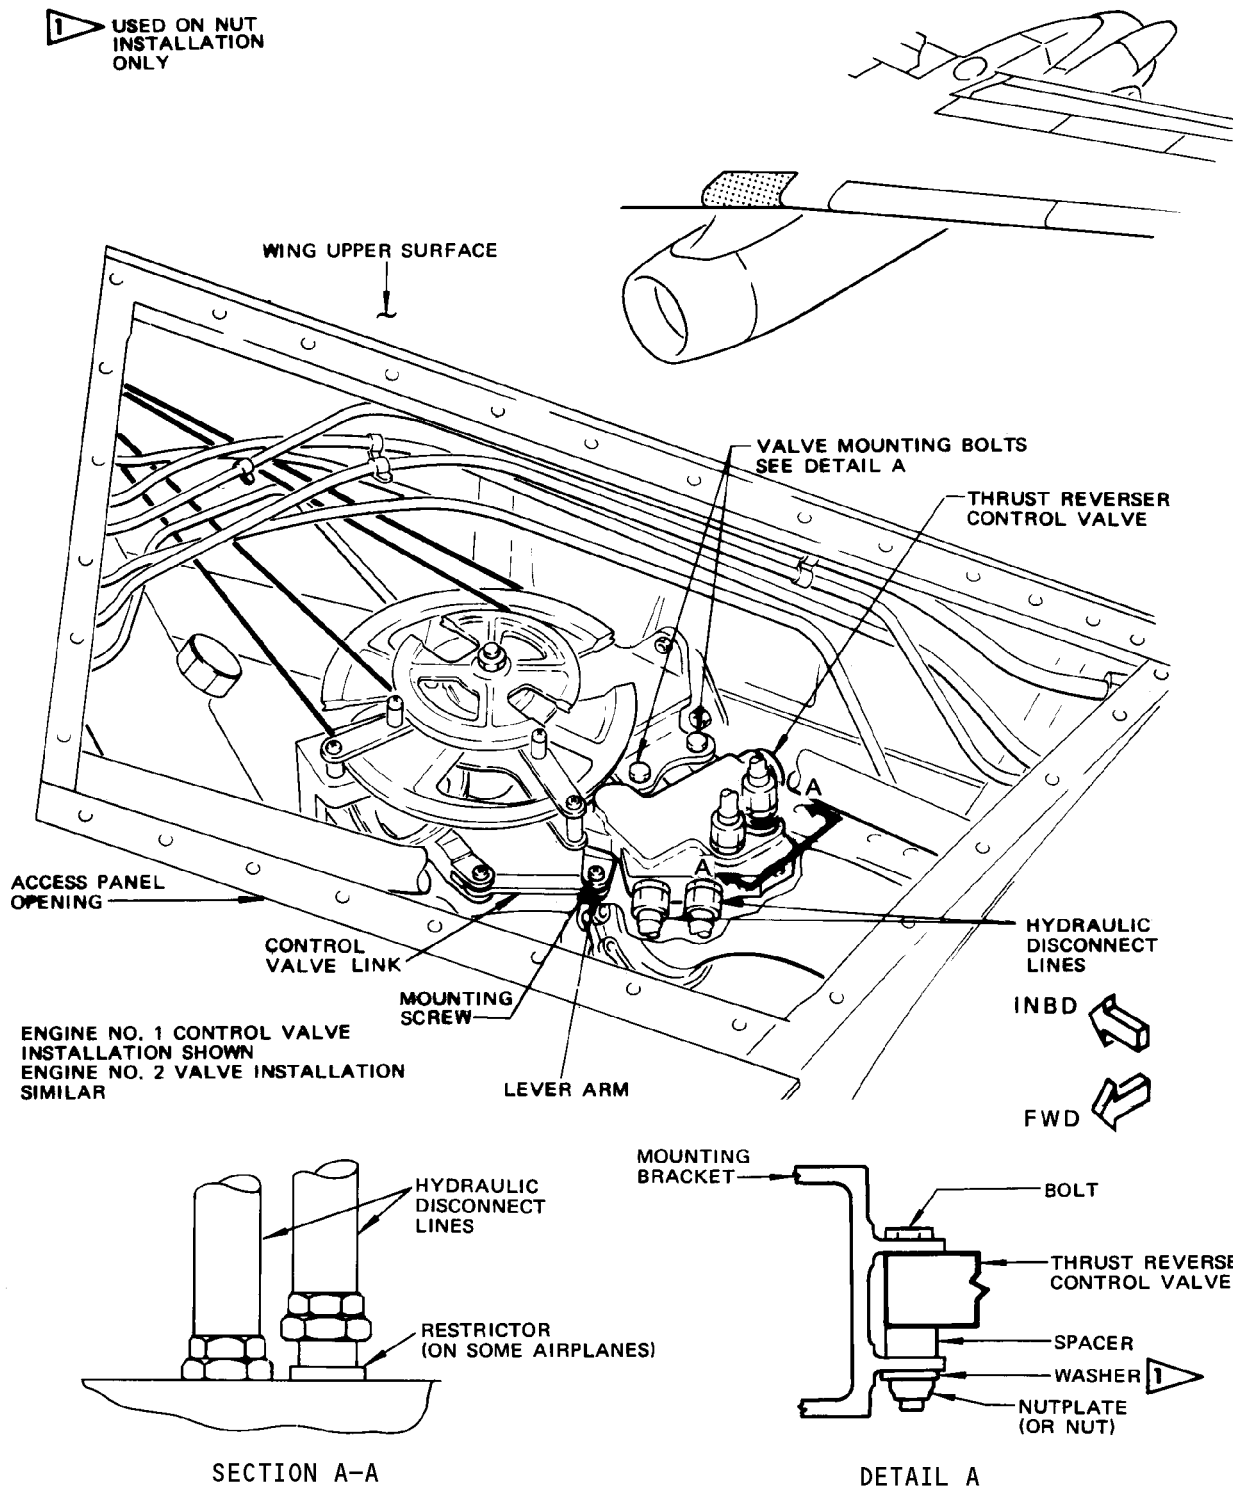 1 USED ON NUT
INSTALLATION
ONLY
WING UPPER SURFACE
VALVE MOUNTING BOLTS
SEE DETAIL A
THRUST REVERSER
CONTROL VALVE
A
A
ACCESS PANEL
OPENING
CONTROL
VALVE LINK
MOUNTING
SCREW
LEVER ARM
HYDRAULIC
DISCONNECT
LINES
INBD
FWD
ENGINE NO. 1 CONTROL VALVE
INSTALLATION SHOWN
ENGINE NO. 2 VALVE INSTALLATION
SIMILAR
HYDRAULIC
DISCONNECT
LINES
RESTRICTOR
(ON SOME AIRPLANES)
SECTION A-A
MOUNTING
BRACKET
BOLT
THRUST REVERSE
CONTROL VALVE
SPACER
WASHER 1
NUTPLATE
(OR NUT)
DETAIL A